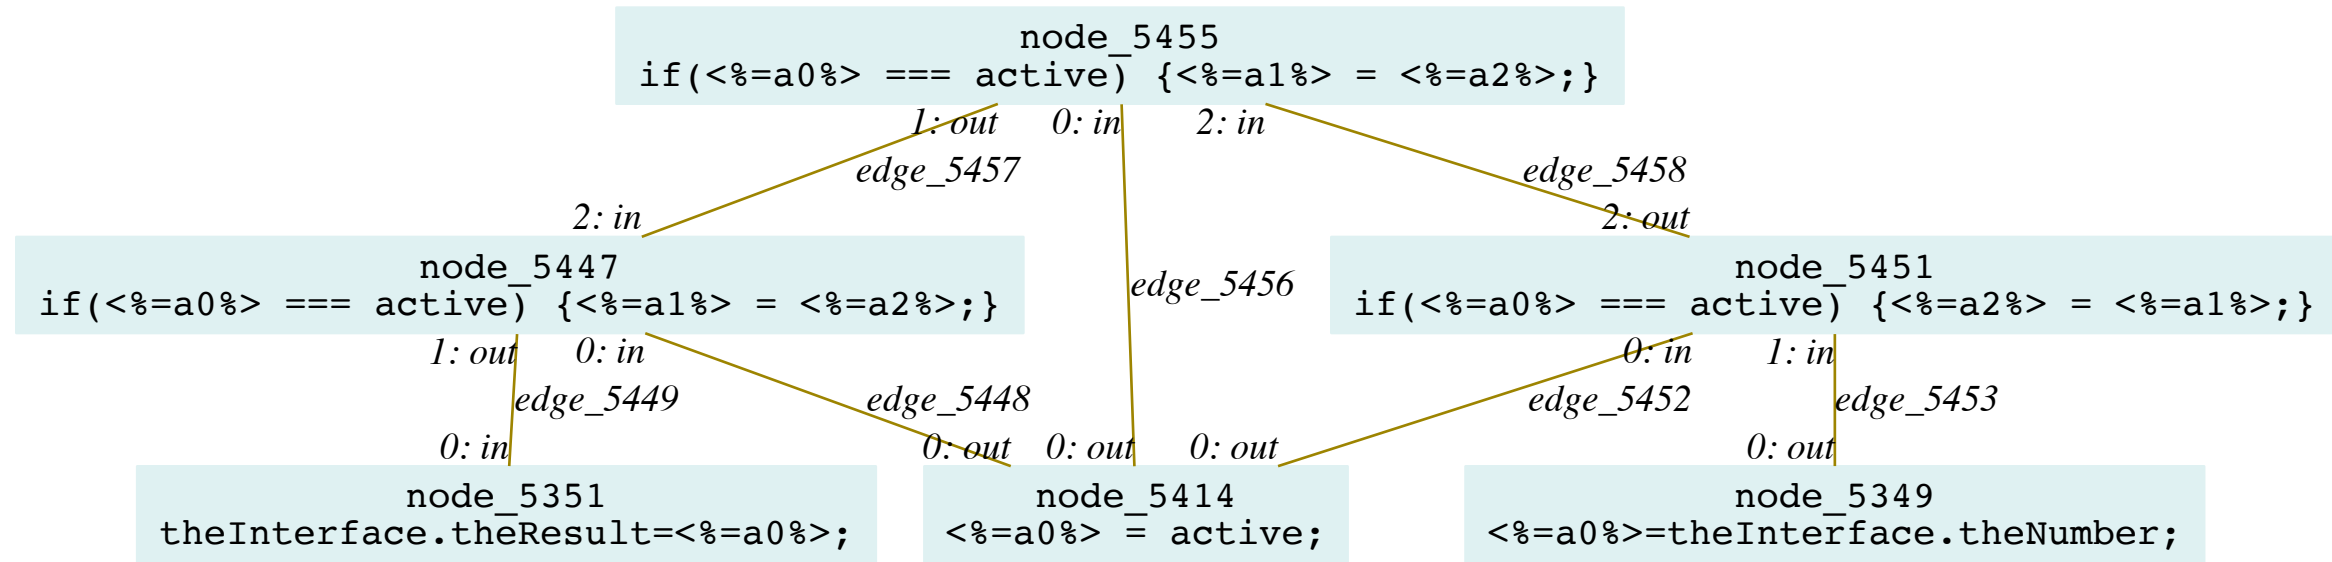 node_5455
if(<%=a0%> === active) {<%=a1%> = <%=a2%>;}
1: out 0: in 2: in
edge_5457 edge_5458
2: in 2: out
node_5447
if(<%=a0%> === active) {<%=a1%> = <%=a2%>;}
edge_5456
node_5451
if(<%=a0%> === active) {<%=a2%> = <%=a1%>;}
1: out 0: in 0: in 1: in
edge_5449 edge_5448 edge_5452 edge_5453
0: in 0: out 0: out 0: out 0: out
node_5351
theInterface.theResult=<%=a0%>;
node_5414
<%=a0%> = active;
node_5349
<%=a0%>=theInterface.theNumber;